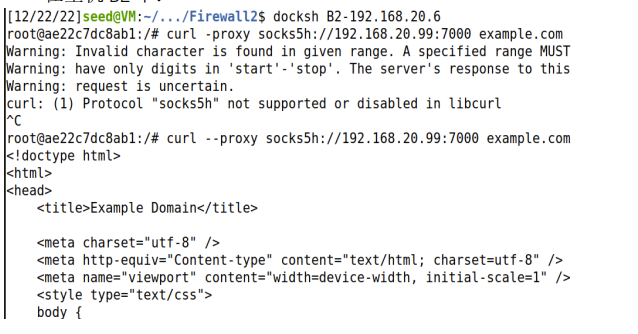 [12/22/22]seed@VM:~/.../Firewall2$ docksh B2-192.168.20.6
root@ae22c7dc8ab1:/# curl -proxy socks5h://192.168.20.99:7000 example.com
Warning: Invalid character is found in given range. A specified range MUST
Warning: have only digits in 'start'-'stop'. The server's response to this
Warning: request is uncertain.
curl: (1) Protocol "socks5h" not supported or disabled in libcurl
^C
root@ae22c7dc8ab1:/# curl --proxy socks5h://192.168.20.99:7000 example.com
<!doctype html>
<html>
<head>
    <title>Example Domain</title>

    <meta charset="utf-8" />
    <meta http-equiv="Content-type" content="text/html; charset=utf-8" />
    <meta name="viewport" content="width=device-width, initial-scale=1" />
    <style type="text/css">
    body {